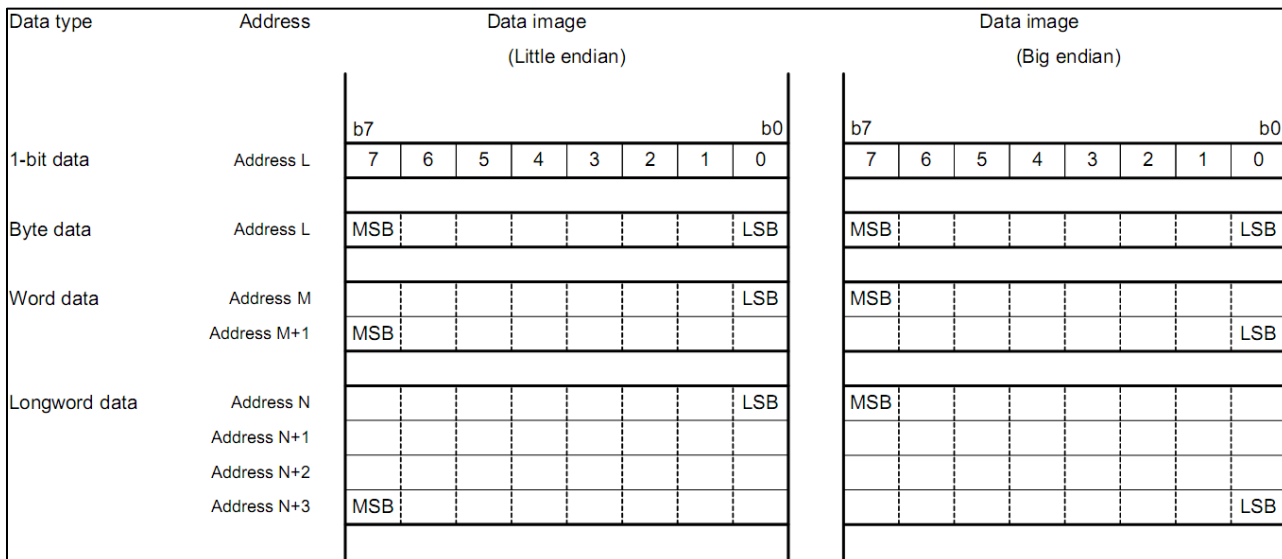 Data type Address Data image Data image
(Little endian) (Big endian)
b7 b0 b7 b0
1-bit data Address L 7 6 5 4 3 2 1 0 7 6 5 4 3 2 1 0
Byte data Address L MSB LSB MSB LSB
Word data Address M LSB MSB
Address M+1 MSB LSB
Longword data Address N LSB MSB
Address N+1
Address N+2
Address N+3 MSB LSB